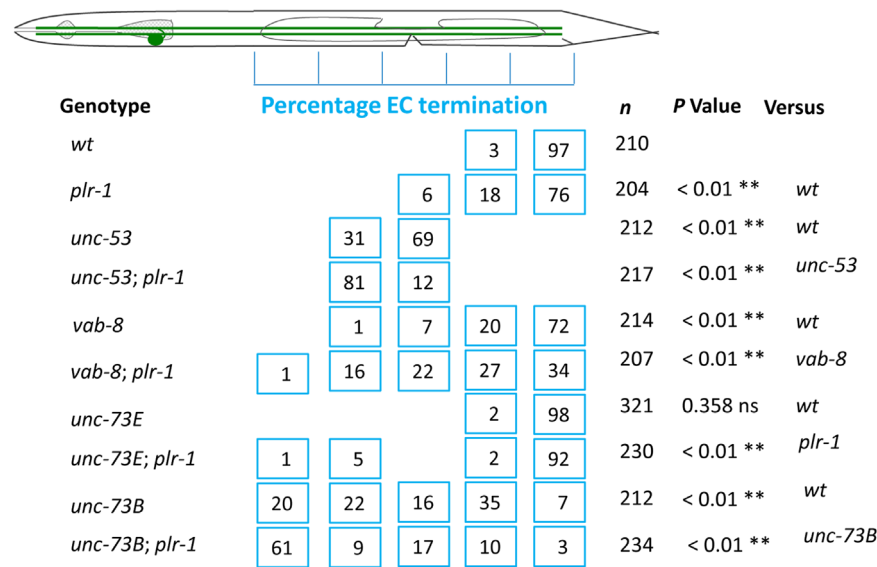 Genotype Percentage EC termination n P Value Versus
wt 3 97 210
plr-1 6 18 76 204 < 0.01 ** wt
unc-53 31 69 212 < 0.01 ** wt
unc-53; plr-1 81 12 217 < 0.01 ** unc-53
vab-8 1 7 20 72 214 < 0.01 ** wt
vab-8; plr-1 1 16 22 27 34 207 < 0.01 ** vab-8
unc-73E 2 98 321 0.358 ns wt
unc-73E; plr-1 1 5 2 92 230 < 0.01 ** plr-1
unc-73B 20 22 16 35 7 212 < 0.01 ** wt
unc-73B; plr-1 61 9 17 10 3 234 < 0.01 ** unc-73B